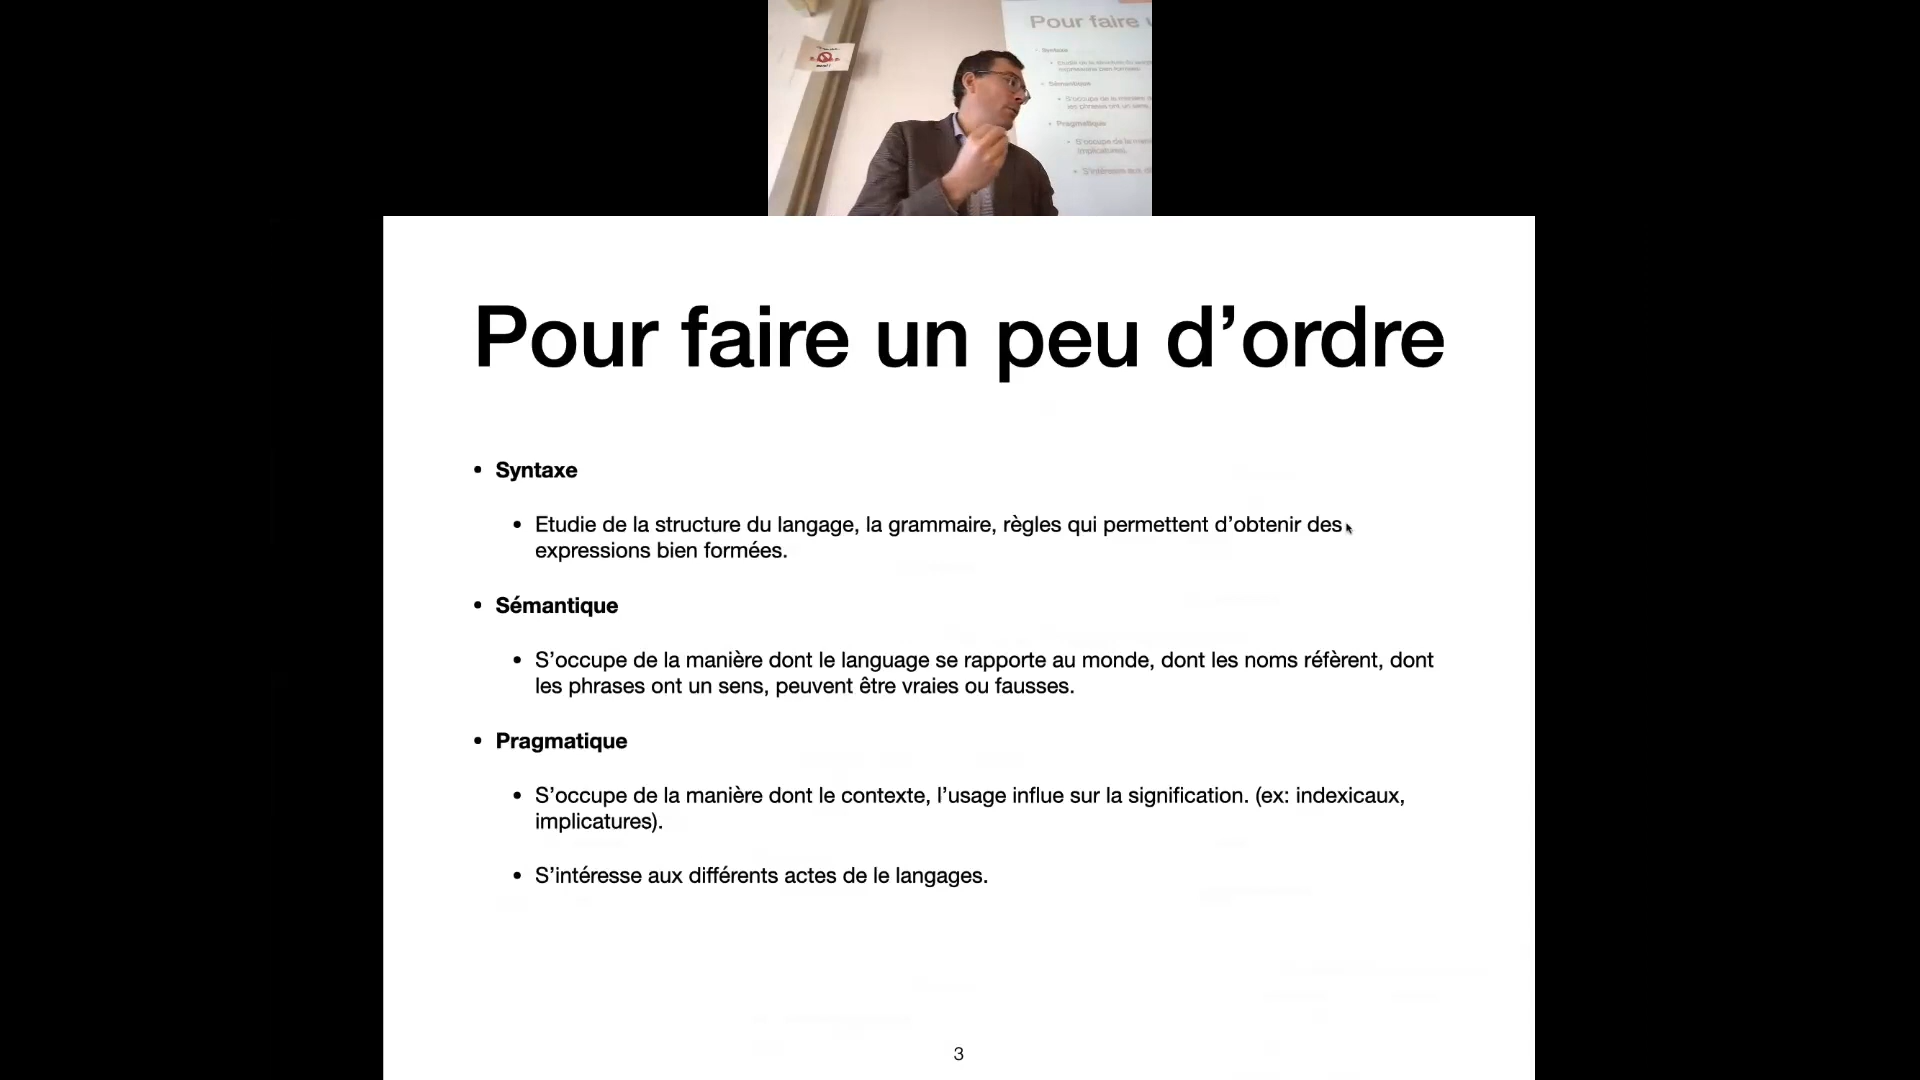 Pour faire
Syntaxe
Sémantique
Pragmatique
Pour faire un peu d’ordre
• Syntaxe
• Etudie de la structure du langage, la grammaire, règles qui permettent d’obtenir des
expressions bien formées.
• Sémantique
• S’occupe de la manière dont le language se rapporte au monde, dont les noms réfèrent, dont
les phrases ont un sens, peuvent être vraies ou fausses.
• Pragmatique
• S’occupe de la manière dont le contexte, l’usage influe sur la signification. (ex: indexicaux,
implicatures).
• S’intéresse aux différents actes de le langages.
3